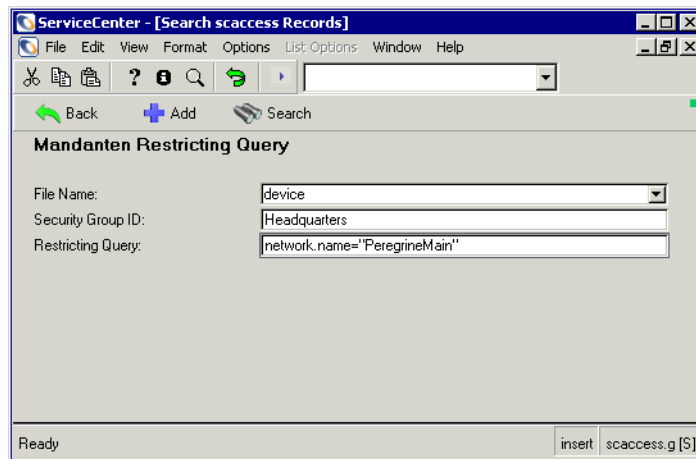 ServiceCenter - [Search scaccess Records]
File Edit View Format Options List Options Window Help
Back Add Search
Mandanten Restricting Query
File Name: device
Security Group ID: Headquarters
Restricting Query: network.name="PeregrineMain"
Ready insert scaccess.g [S]